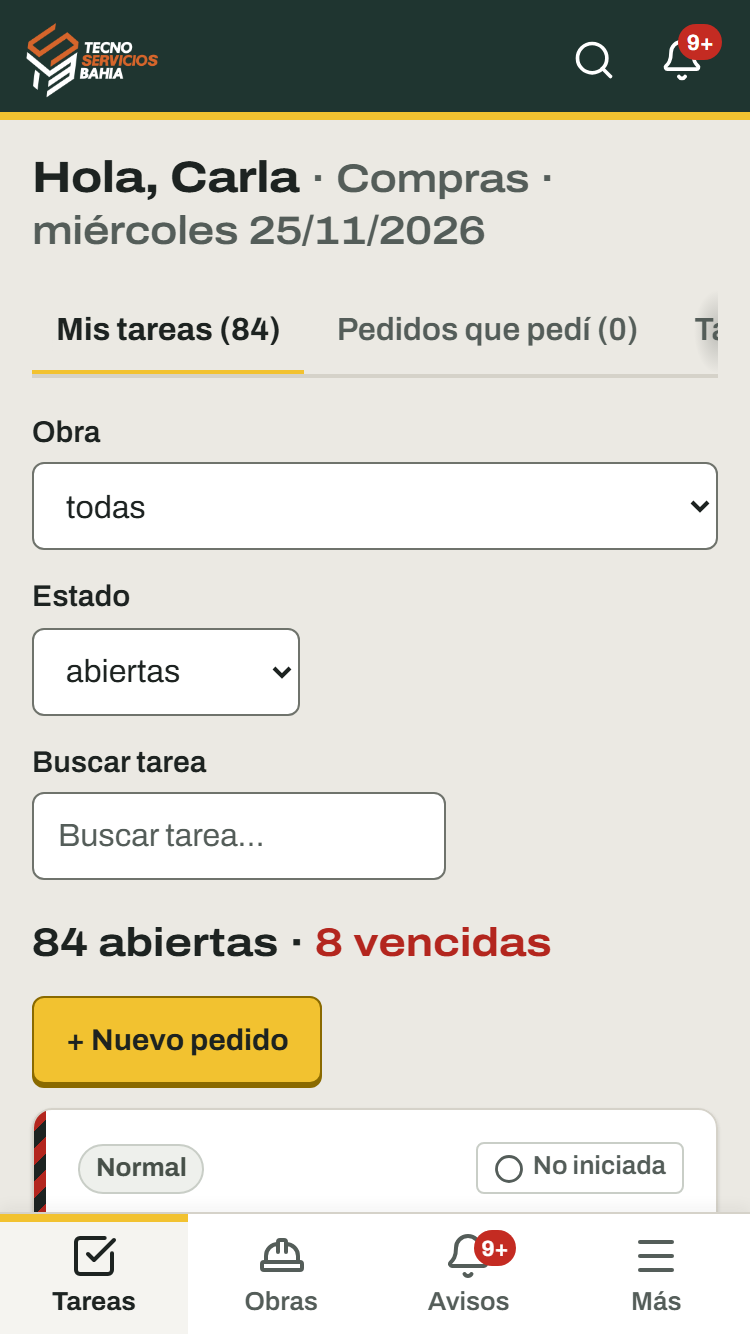 TECNO
SERVICIOS
BAHIA
9+
Hola, Carla · Compras ·
miércoles 25/11/2026
Mis tareas (84)
Pedidos que pedí (0)
Obra
todas
Estado
abiertas
Buscar tarea
Buscar tarea...
84 abiertas · 8 vencidas
+ Nuevo pedido
Normal
No iniciada
9+
Tareas
Obras
Avisos
Más